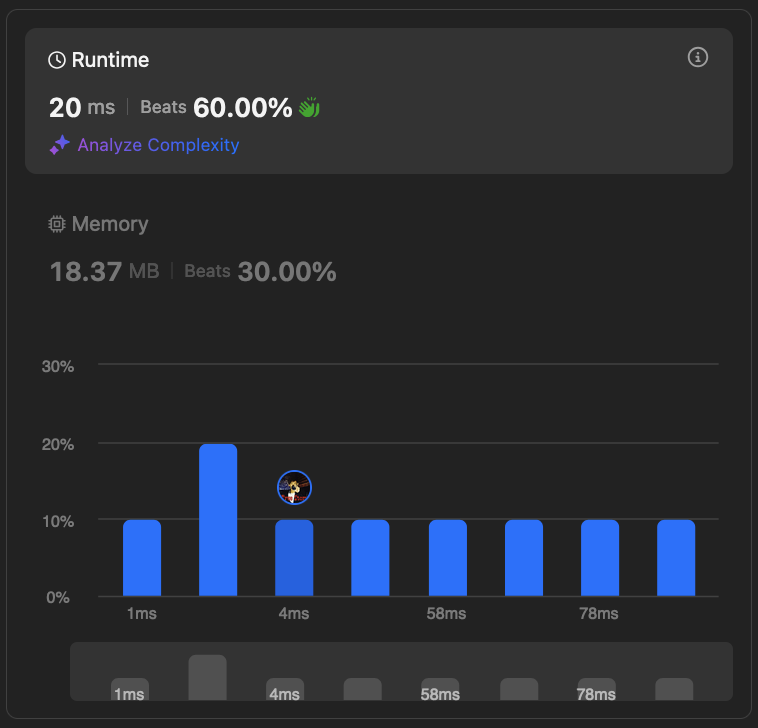 Runtime
20 ms | Beats 60.00%
Analyze Complexity
Memory
18.37 MB | Beats 30.00%
30%
20%
10%
0%
1ms 4ms 58ms 78ms
1ms 4ms 58ms 78ms